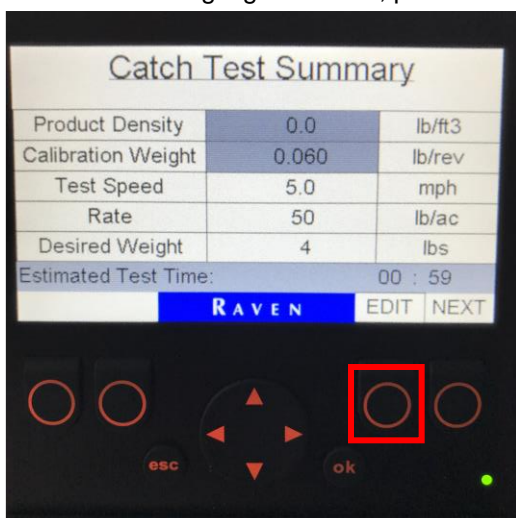 Catch Test Summary
Product Density 0.0 lb/ft3
Calibration Weight 0.060 lb/rev
Test Speed 5.0 mph
Rate 50 lb/ac
Desired Weight 4 lbs
Estimated Test Time: 00 : 59
RAVEN EDIT NEXT
esc ok